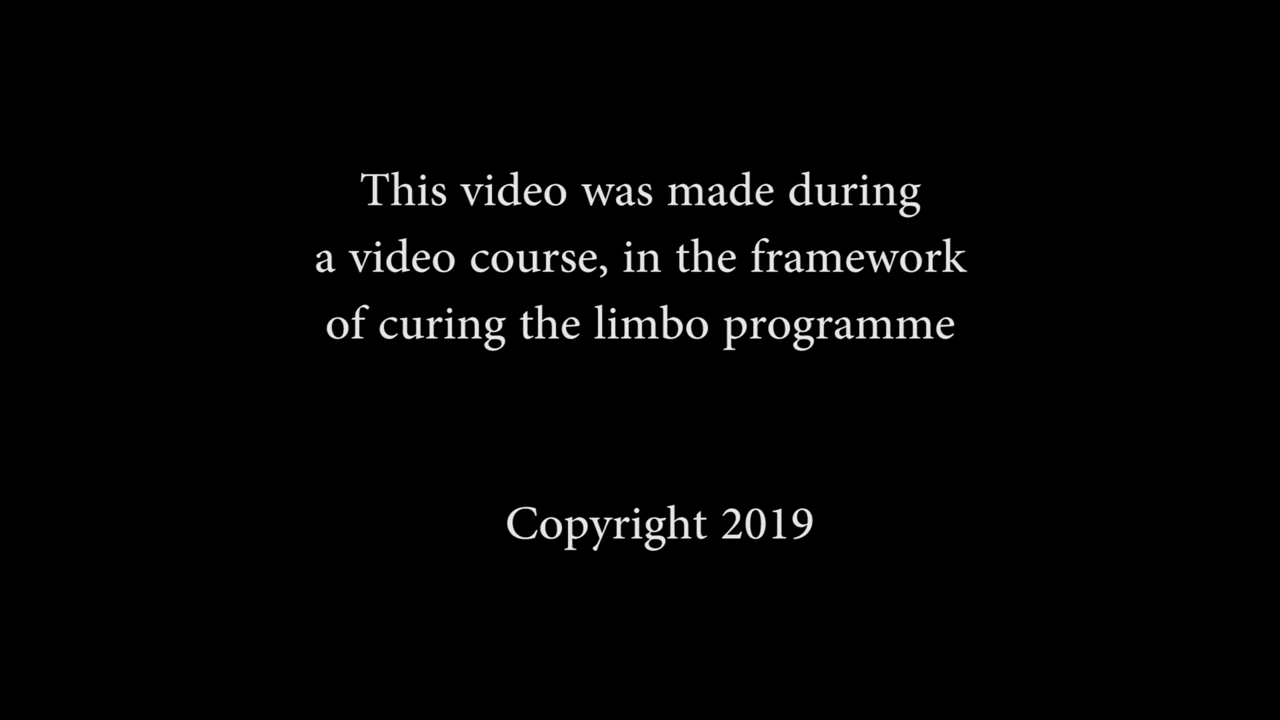 This video was made during
a video course, in the framework
of curing the limbo programme
Copyright 2019